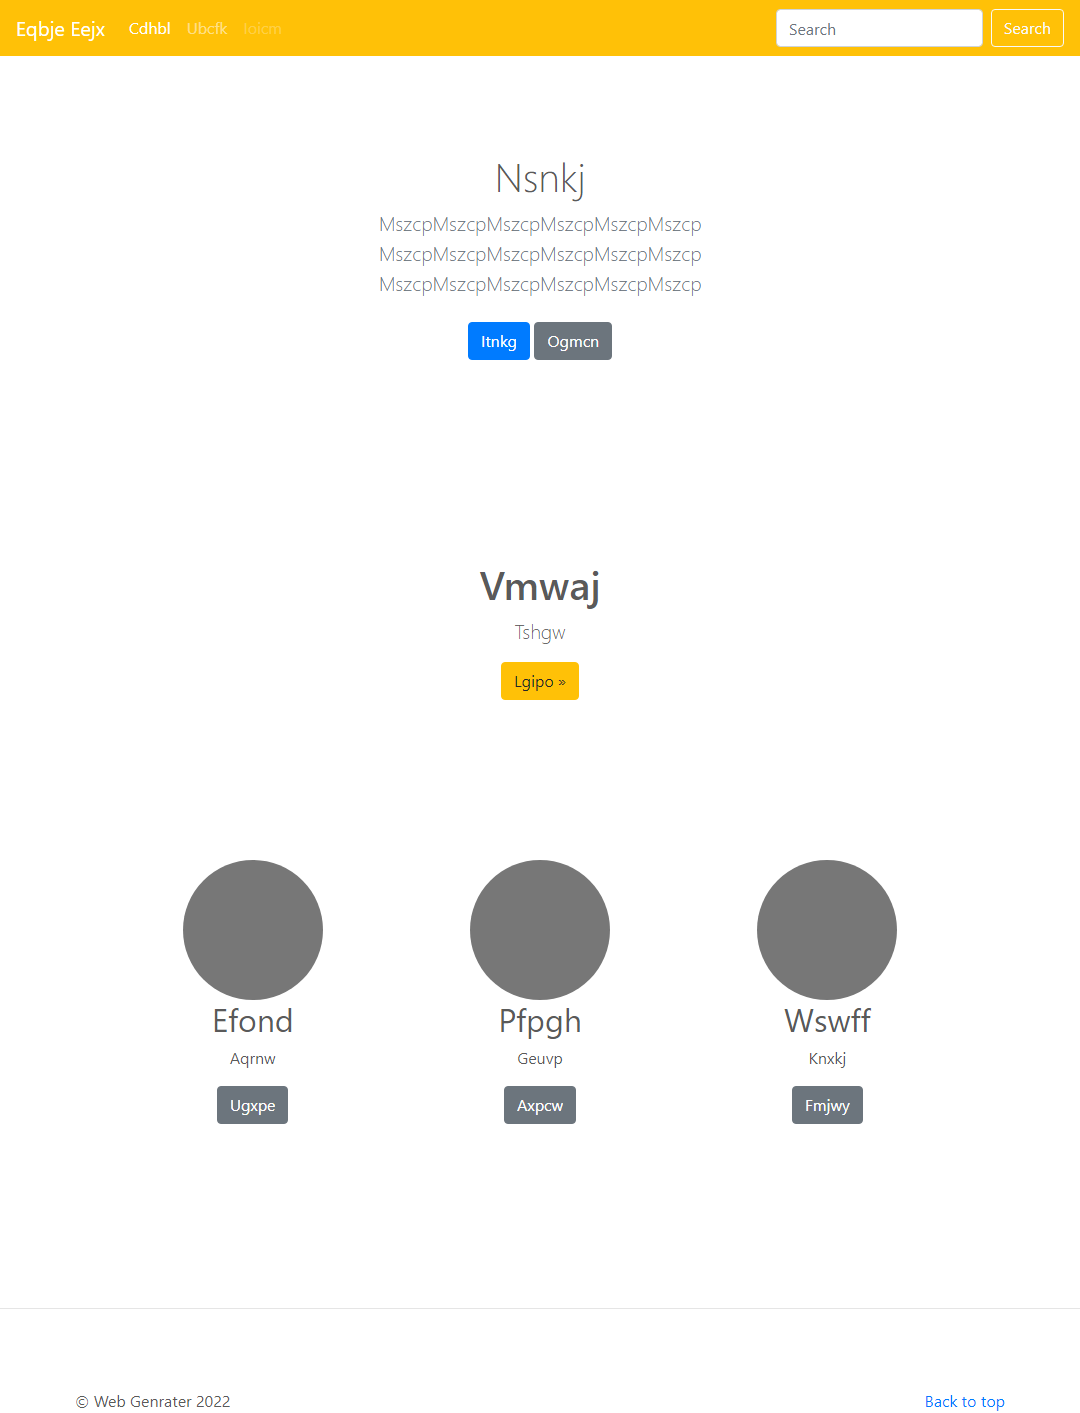 Eqbje Eejx Cdhbl Ubcfk Ioicm Search Search
Nsnkj
MszcpMszcpMszcpMszcpMszcpMszcp
MszcpMszcpMszcpMszcpMszcpMszcp
MszcpMszcpMszcpMszcpMszcpMszcp
Itnkg Ogmcn
Vmwaj
Tshgw
Lgipo »
Efond Pfpgh Wswff
Aqrnw Geuvp Knxkj
Ugxpe Axpcw Fmjwy
© Web Genrater 2022 Back to top